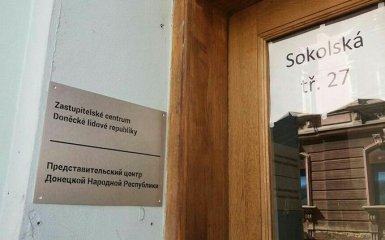 Zastupitelské centrum
Doněcké lidové republiky
Представительский центр
Донецкой Народной Республики
Sokolská
tř. 27